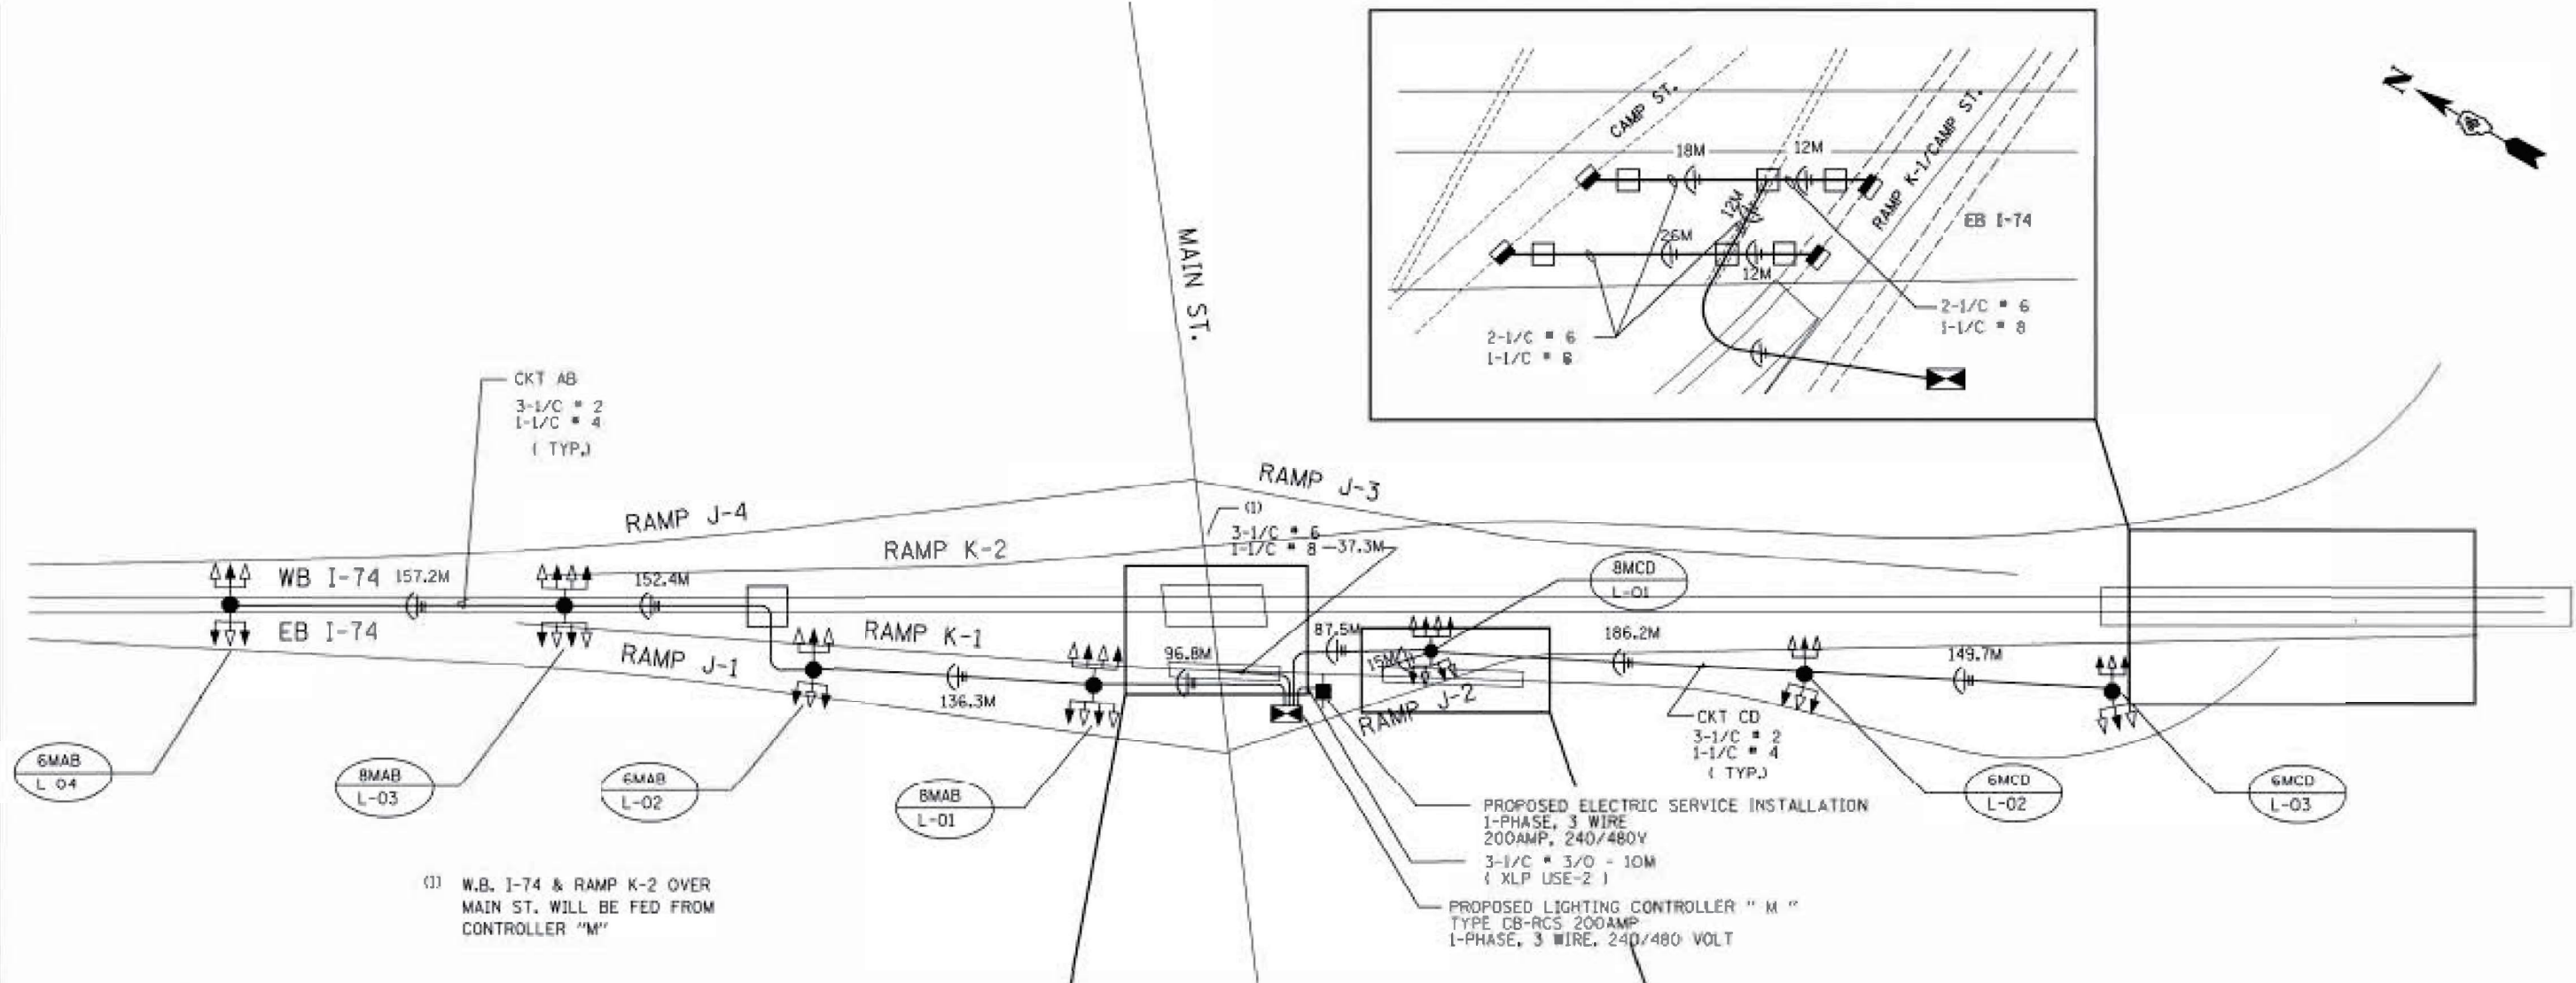 N
CAMP ST.
18M
12M
RAMP K-1/CAMP ST.
12M
EB I-74
26M
12M
2-1/C # 6
1-1/C # 8
2-1/C # 6
1-1/C # 8
MAIN ST.
CKT AB
3-1/C # 2
1-1/C # 4
( TYP.)
RAMP J-4
RAMP J-3
(1)
3-1/C # 6
1-1/C # 8 -37.3M
RAMP K-2
8MCD
L-01
WB I-74
157.2M
152.4M
EB I-74
RAMP K-1
RAMP J-1
136.3M
96.8M
87.5M
15M
186.2M
149.7M
RAMP J-2
CKT CD
3-1/C # 2
1-1/C # 4
( TYP.)
6MAB
L 04
8MAB
L-03
6MAB
L-02
8MAB
L-01
6MCD
L-02
6MCD
L-03
PROPOSED ELECTRIC SERVICE INSTALLATION
1-PHASE, 3 WIRE
200AMP, 240/480V
3-1/C # 3/0 - 10M
( XLP USE-2 )
PROPOSED LIGHTING CONTROLLER " M "
TYPE CB-RCS 200AMP
1-PHASE, 3 WIRE, 240/480 VOLT
(1) W.B. I-74 & RAMP K-2 OVER
MAIN ST. WILL BE FED FROM
CONTROLLER "M"